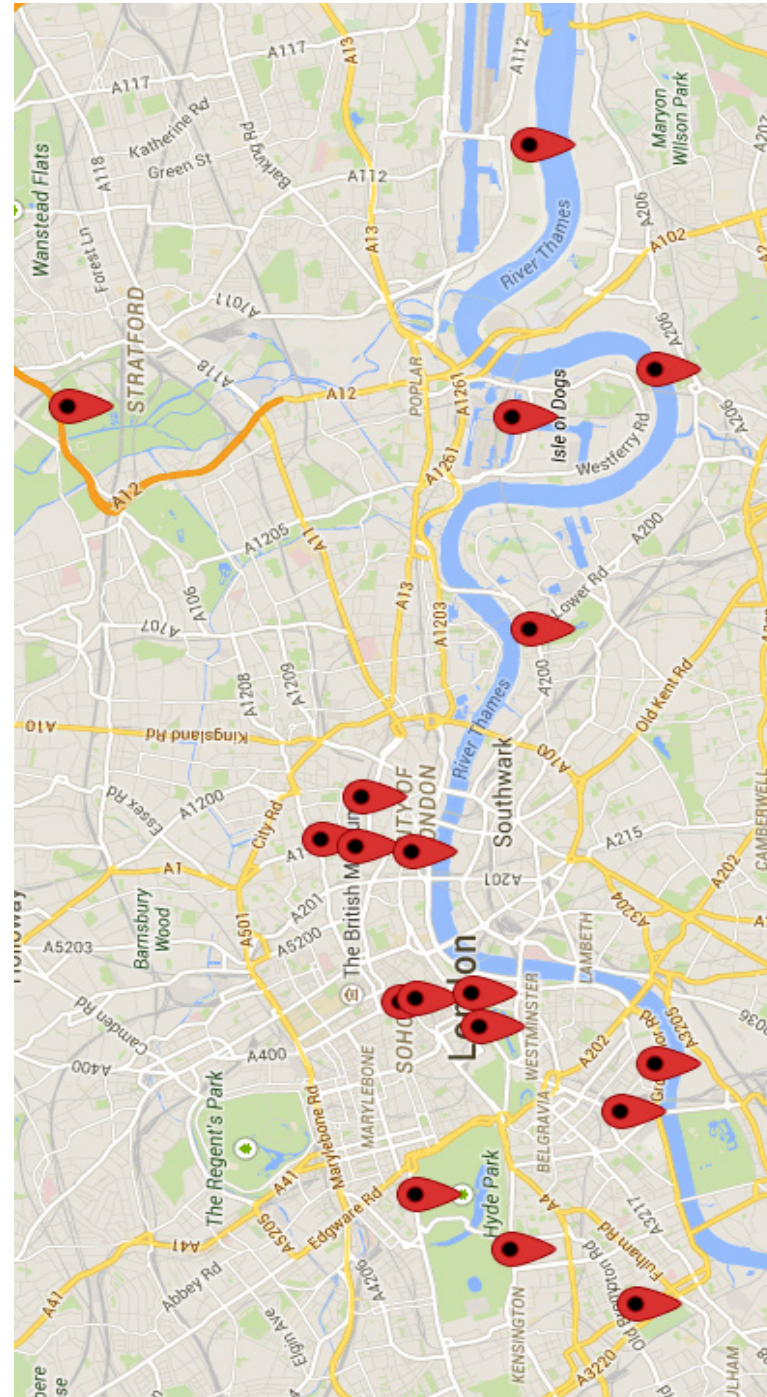 A41
A41
A41
Abbey Rd
Elgin Ave
A4206
A5205
Edgware Rd
The Regent's Park
Marylebone Rd
MARYLEBONE
A400
A400
Camden Rd
A5203
Barnsbury
Wood
A501
A5200
A201
The British
A1
City Rd
Essex Rd
A1200
A10
Kingsland Rd
A1208
A1209
A107
A106
A1205
A12
A11
STRATFORD
A118
A7011
Forest Ln
Wanstead Flats
A118
A117
A117
Katherine Rd
Green St
Barking Rd
A112
A13
A13
A12
POPLAR
A1261
A1261
A13
A1203
SOHO
LONDON
London
Hyde Park
KENSINGTON
A4
BELGRAVIA
WESTMINSTER
A201
Southwark
River Thames
A100
A200
Lower Rd
A200
Isle of Dogs
Westferry Rd
River Thames
A112
A102
A206
A206
A206
Maryon
Wilson Park
Old Kent Rd
A215
A202
CAMBERWELL
A3204
LAMBETH
A202
A3205
A3036
A3217
Fulham Rd
Old Brompton Rd
A3220